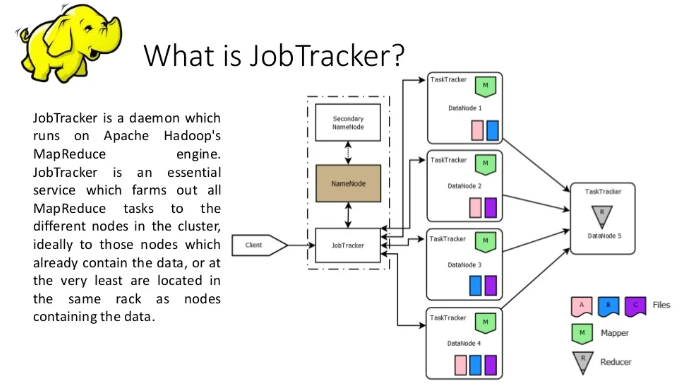 What is JobTracker?
JobTracker is a daemon which
runs on Apache Hadoop's
MapReduce engine.
JobTracker is an essential
service which farms out all
MapReduce tasks to the
different nodes in the cluster,
ideally to those nodes which
already contain the data, or at
the very least are located in
the same rack as nodes
containing the data.
Client
Secondary
NameNode
NameNode
JobTracker
TaskTracker
M
DataNode 1
TaskTracker
M
DataNode 2
TaskTracker
M
DataNode 3
TaskTracker
M
DataNode 4
TaskTracker
R
DataNode 5
A B C Files
M Mapper
R Reducer